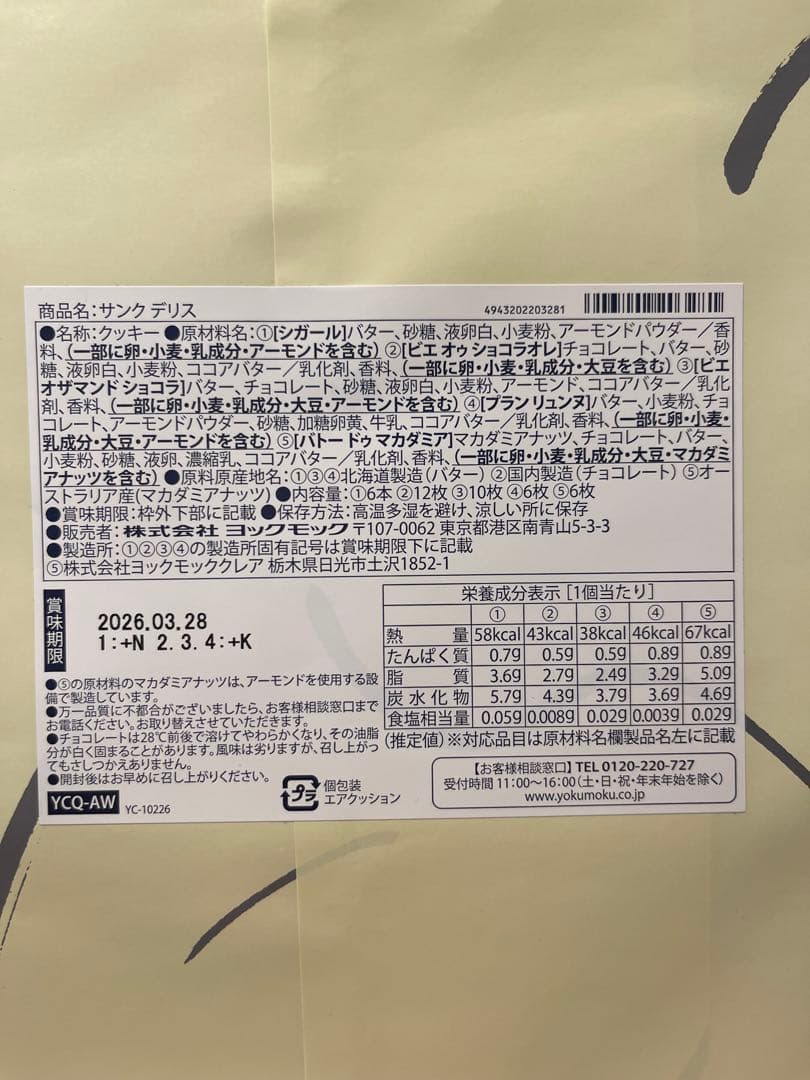 商品名:サンク デリス
4943202203281
●名称:クッキー ●原材料名:①[シガール]バター、砂糖、液卵白、小麦粉、アーモンドパウダー／香
料、(一部に卵・小麦・乳成分・アーモンドを含む) ②[ビエ オゥ ショコラオレ]チョコレート、バター、砂
糖、液卵白、小麦粉、ココアバター／乳化剤、香料、(一部に卵・小麦・乳成分・大豆を含む) ③[ビエ
オザマンド ショコラ]バター、チョコレート、砂糖、液卵白、小麦粉、アーモンド、ココアバター／乳化
剤、香料、(一部に卵・小麦・乳成分・大豆・アーモンドを含む) ④[プラン リュンヌ]バター、小麦粉、チョ
コレート、アーモンドパウダー、砂糖、加糖卵黄、牛乳、ココアバター／乳化剤、香料、(一部に卵・小麦・
乳成分・大豆・アーモンドを含む) ⑤[バトー ドゥ マカダミア]マカダミアナッツ、チョコレート、バター、
小麦粉、砂糖、液卵、濃縮乳、ココアバター／乳化剤、香料、(一部に卵・小麦・乳成分・大豆・マカダミ
アナッツを含む) ●原料原産地名:①③④北海道製造(バター) ②国内製造(チョコレート) ⑤オー
ストラリア産(マカダミアナッツ) ●内容量:①6本 ②12枚 ③10枚 ④6枚 ⑤6枚
●賞味期限:枠外下部に記載 ●保存方法:高温多湿を避け、涼しい所に保存
●販売者:株式会社 ヨックモック 〒107-0062 東京都港区南青山5-3-3
●製造所:①②③④の製造所固有記号は賞味期限下に記載
⑤株式会社ヨックモッククレア 栃木県日光市土沢1852-1
賞味期限
2026.03.28
1:+N 2.3.4:+K
栄養成分表示 [1個当たり]
① ② ③ ④ ⑤
熱量 58kcal 43kcal 38kcal 46kcal 67kcal
たんぱく質 0.7g 0.5g 0.5g 0.8g 0.8g
脂質 3.6g 2.7g 2.4g 3.2g 5.0g
炭水化物 5.7g 4.3g 3.7g 3.6g 4.6g
食塩相当量 0.05g 0.008g 0.02g 0.003g 0.02g
(推定値)※対応品目は原材料名欄製品名左に記載
●⑤の原材料のマカダミアナッツは、アーモンドを使用する設
備で製造しています。
●万一品質に不都合がございましたら、お客様相談窓口まで
お電話ください。お取り替えさせていただきます。
●チョコレートは28℃前後で溶けてやわらかくなり、その油脂
分が白く固まることがあります。風味は劣りますが、召し上がっ
てもさしつかえありません。
●開封後はお早めに召し上がりください。
YCQ-AW
YC-10226
プラ
個包装
エアクッション
【お客様相談窓口】TEL 0120-220-727
受付時間 11:00〜16:00(土・日・祝・年末年始を除く)
www.yokumoku.co.jp